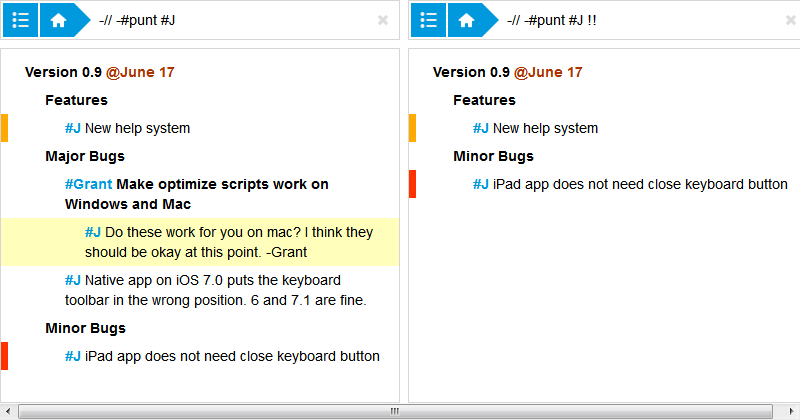 -// -#punt #J
Version 0.9 @June 17
Features
#J New help system
Major Bugs
#Grant Make optimize scripts work on
Windows and Mac
#J Do these work for you on mac? I think they
should be okay at this point. -Grant
#J Native app on iOS 7.0 puts the keyboard
toolbar in the wrong position. 6 and 7.1 are fine.
Minor Bugs
#J iPad app does not need close keyboard button
-// -#punt #J !!
Version 0.9 @June 17
Features
#J New help system
Minor Bugs
#J iPad app does not need close keyboard button